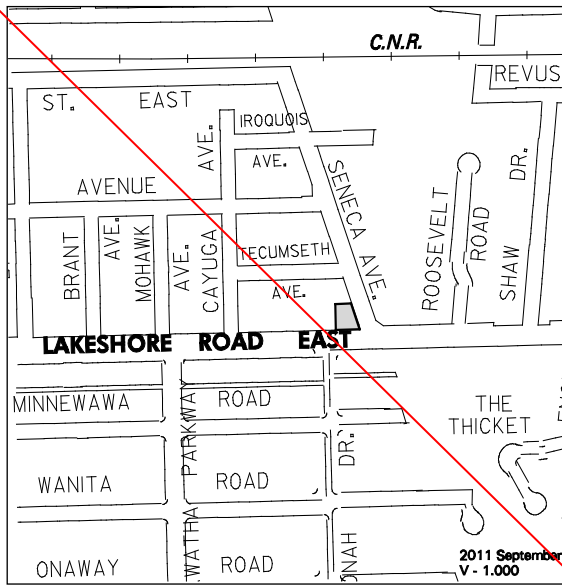 C.N.R.
REVUS
ST. EAST
IROQUOIS
AVE.
AVE.
AVENUE
SENECA AVE.
ROOSEVELT
ROAD
SHAW
DR.
BRANT
AVE.
MOHAWK
AVE.
CAYUGA
TECUMSETH
AVE.
LAKESHORE ROAD EAST
MINNEWAWA ROAD
PARKWAY
THE
THICKET
DR.
WANITA ROAD
WATHA
ONAWAY ROAD
2011 September
V - 1.000